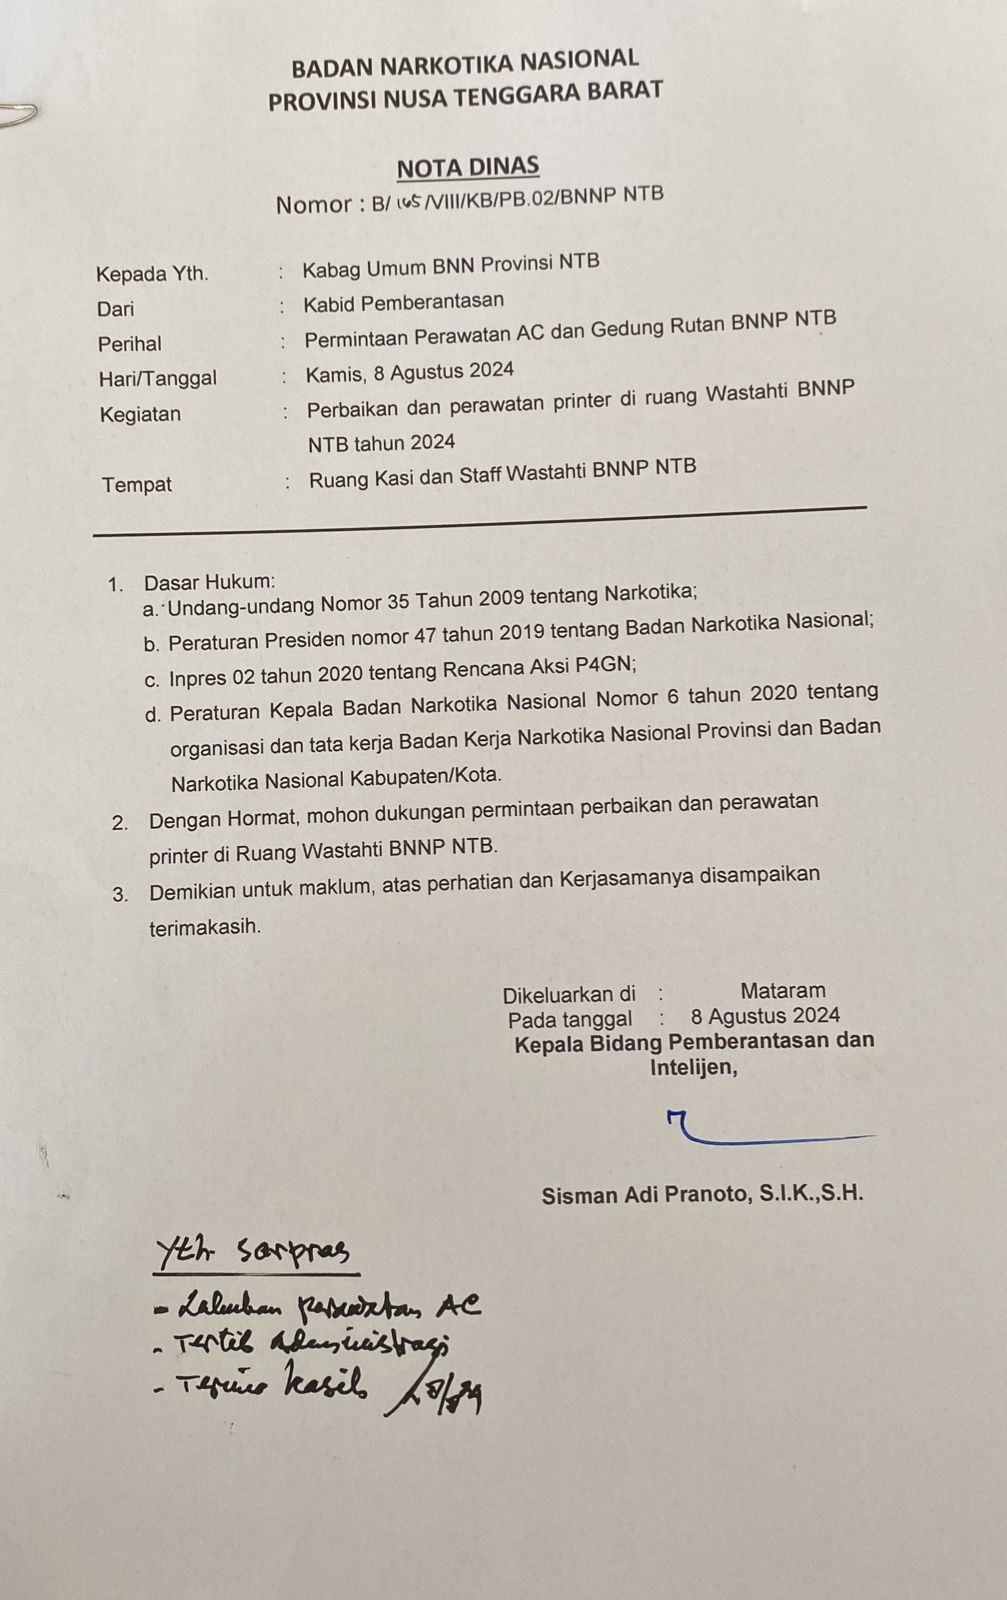 BADAN NARKOTIKA NASIONAL
PROVINSI NUSA TENGGARA BARAT
NOTA DINAS
Nomor : B/ 165 /VIII/KB/PB.02/BNNP NTB
Kepada Yth. : Kabag Umum BNN Provinsi NTB
Dari : Kabid Pemberantasan
Perihal : Permintaan Perawatan AC dan Gedung Rutan BNNP NTB
Hari/Tanggal : Kamis, 8 Agustus 2024
Kegiatan : Perbaikan dan perawatan printer di ruang Wastahti BNNP
NTB tahun 2024
Tempat : Ruang Kasi dan Staff Wastahti BNNP NTB
1. Dasar Hukum:
a. Undang-undang Nomor 35 Tahun 2009 tentang Narkotika;
b. Peraturan Presiden nomor 47 tahun 2019 tentang Badan Narkotika Nasional;
c. Inpres 02 tahun 2020 tentang Rencana Aksi P4GN;
d. Peraturan Kepala Badan Narkotika Nasional Nomor 6 tahun 2020 tentang
organisasi dan tata kerja Badan Kerja Narkotika Nasional Provinsi dan Badan
Narkotika Nasional Kabupaten/Kota.
2. Dengan Hormat, mohon dukungan permintaan perbaikan dan perawatan
printer di Ruang Wastahti BNNP NTB.
3. Demikian untuk maklum, atas perhatian dan Kerjasamanya disampaikan
terimakasih.
Dikeluarkan di : Mataram
Pada tanggal : 8 Agustus 2024
Kepala Bidang Pemberantasan dan
Intelijen,
Sisman Adi Pranoto, S.I.K.,S.H.
Yth Sarpras
- Lakukan perawatan AC
- Tertib administrasi
- Terima kasih